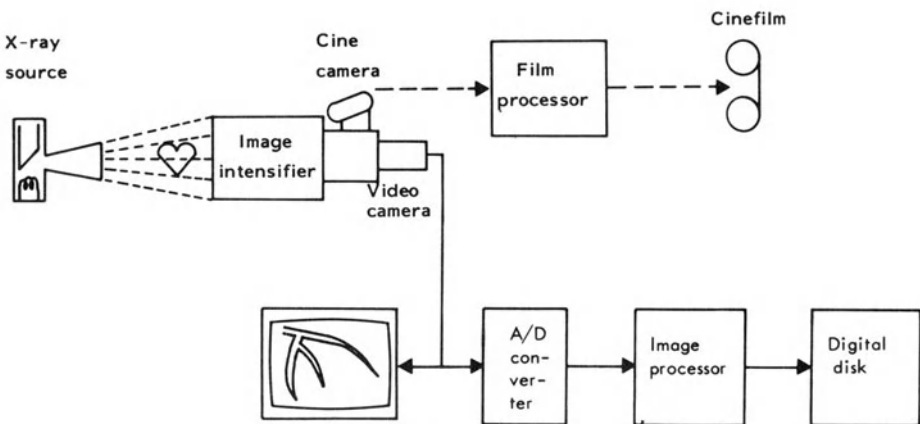 X-ray
source
Cine
camera
Film
processor
Cinefilm
Image
intensifier
Video
camera
A/D
con-
ver-
ter
Image
processor
Digital
disk